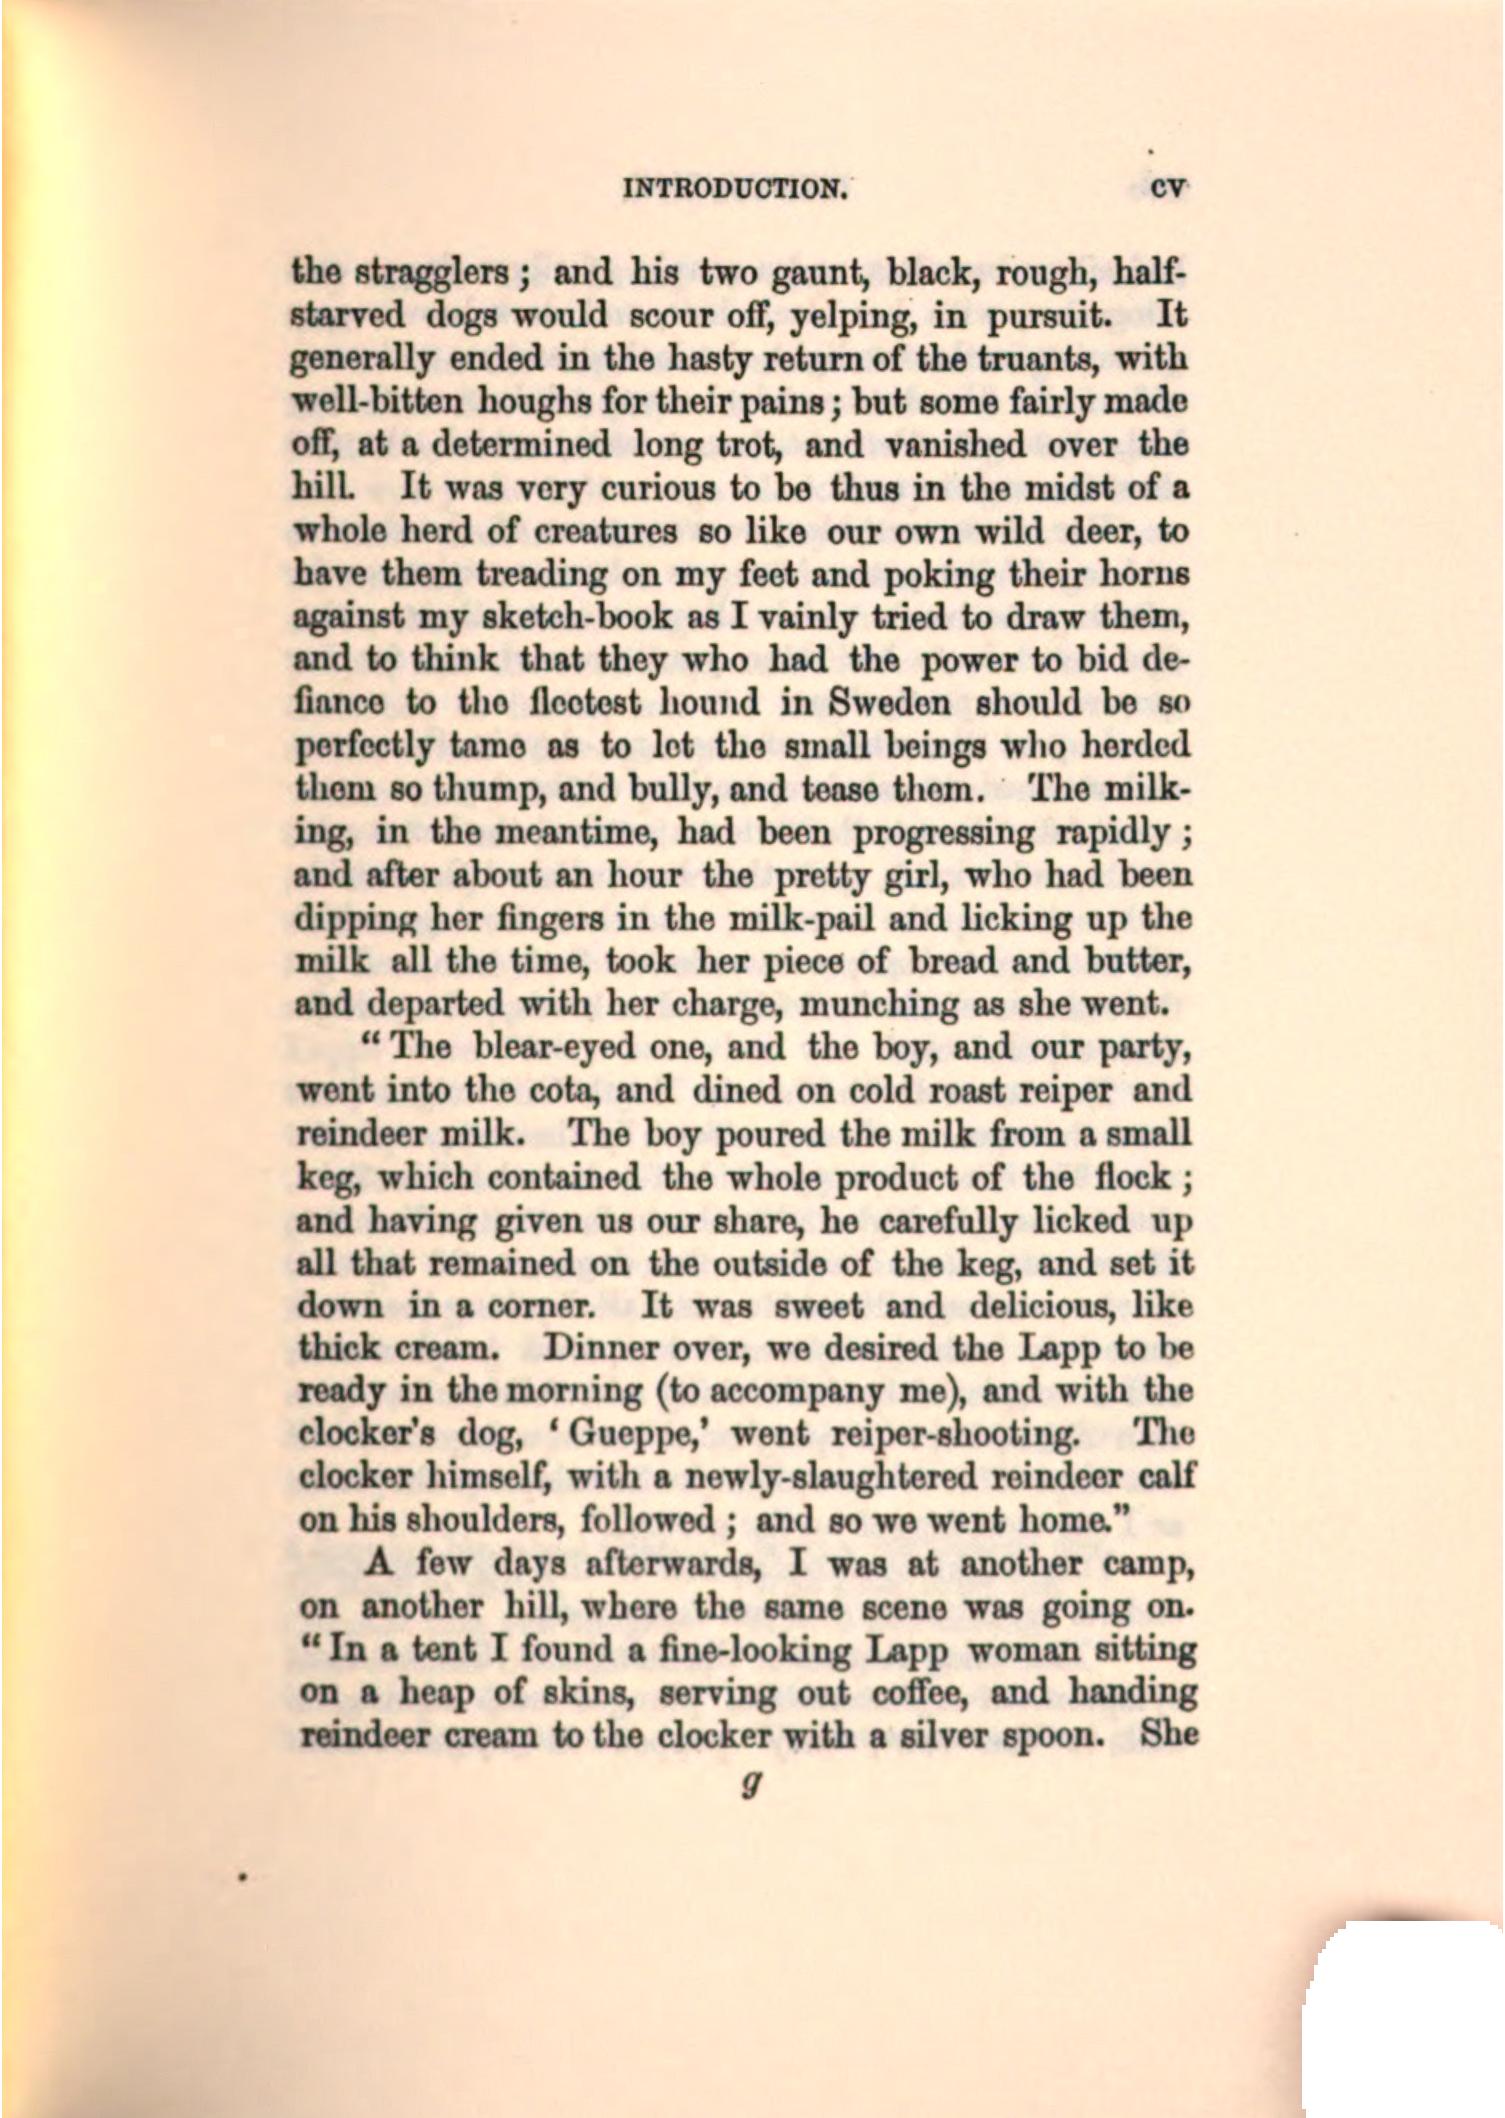 INTRODUCTION. cv
the stragglers ; and his two gaunt, black, rough, half-
starved dogs would scour off, yelping, in pursuit. It
generally ended in the hasty return of the truants, with
well-bitten houghs for their pains ; but some fairly made
off, at a determined long trot, and vanished over the
hill. It was very curious to be thus in the midst of a
whole herd of creatures so like our own wild deer, to
have them treading on my feet and poking their horns
against my sketch-book as I vainly tried to draw them,
and to think that they who had the power to bid de-
fiance to the fleetest hound in Sweden should be so
perfectly tame as to let the small beings who herded
them so thump, and bully, and tease them. The milk-
ing, in the meantime, had been progressing rapidly ;
and after about an hour the pretty girl, who had been
dipping her fingers in the milk-pail and licking up the
milk all the time, took her piece of bread and butter,
and departed with her charge, munching as she went.
“ The blear-eyed one, and the boy, and our party,
went into the cota, and dined on cold roast reiper and
reindeer milk. The boy poured the milk from a small
keg, which contained the whole product of the flock ;
and having given us our share, he carefully licked up
all that remained on the outside of the keg, and set it
down in a corner. It was sweet and delicious, like
thick cream. Dinner over, we desired the Lapp to be
ready in the morning (to accompany me), and with the
clocker's dog, ‘ Gueppe,’ went reiper-shooting. The
clocker himself, with a newly-slaughtered reindeer calf
on his shoulders, followed ; and so we went home.”
A few days afterwards, I was at another camp,
on another hill, where the same scene was going on.
“ In a tent I found a fine-looking Lapp woman sitting
on a heap of skins, serving out coffee, and handing
reindeer cream to the clocker with a silver spoon. She
g